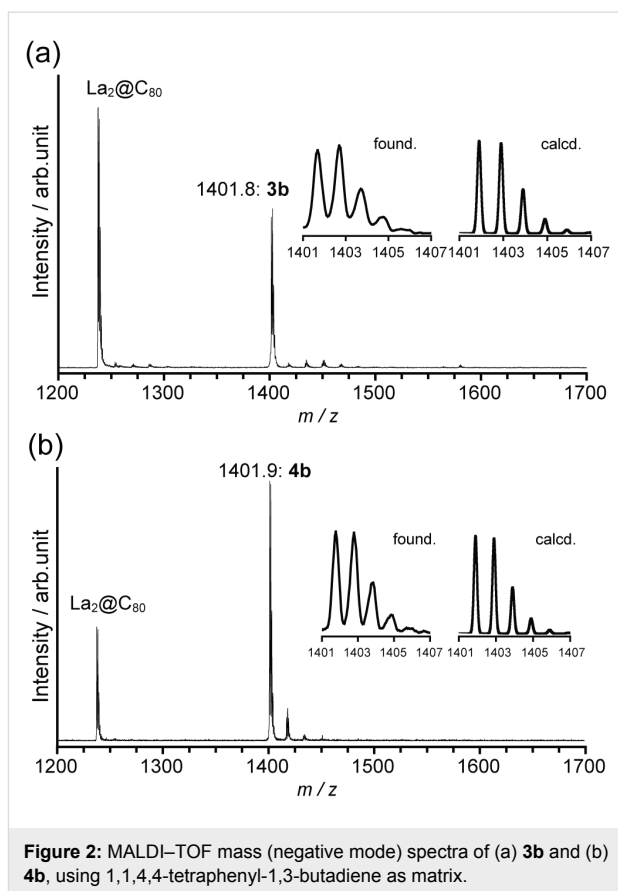 (a)
La₂@C₈₀
1401.8: 3b
found.
calcd.
Intensity / arb.unit
1401 1403 1405 1407
1401 1403 1405 1407
1200 1300 1400 1500 1600 1700
m / z
(b)
1401.9: 4b
La₂@C₈₀
found.
calcd.
Intensity / arb.unit
1401 1403 1405 1407
1401 1403 1405 1407
1200 1300 1400 1500 1600 1700
m / z
Figure 2: MALDI–TOF mass (negative mode) spectra of (a) 3b and (b)
4b, using 1,1,4,4-tetraphenyl-1,3-butadiene as matrix.